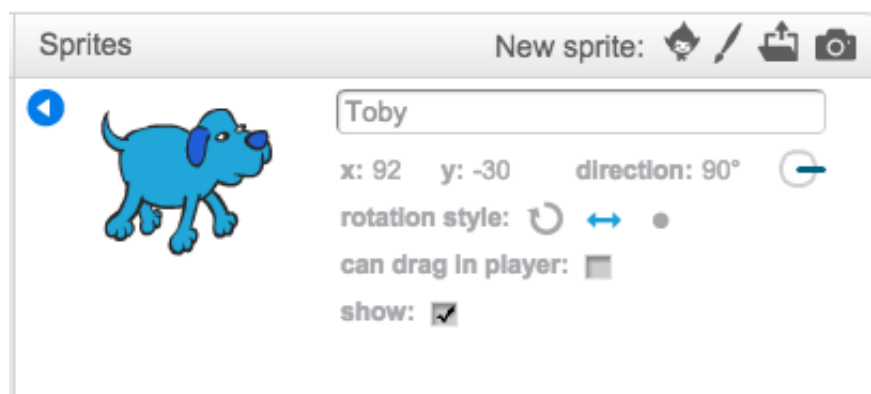 Sprites New sprite:
Toby
x: 92 y: -30 direction: 90°
rotation style:
can drag in player:
show: